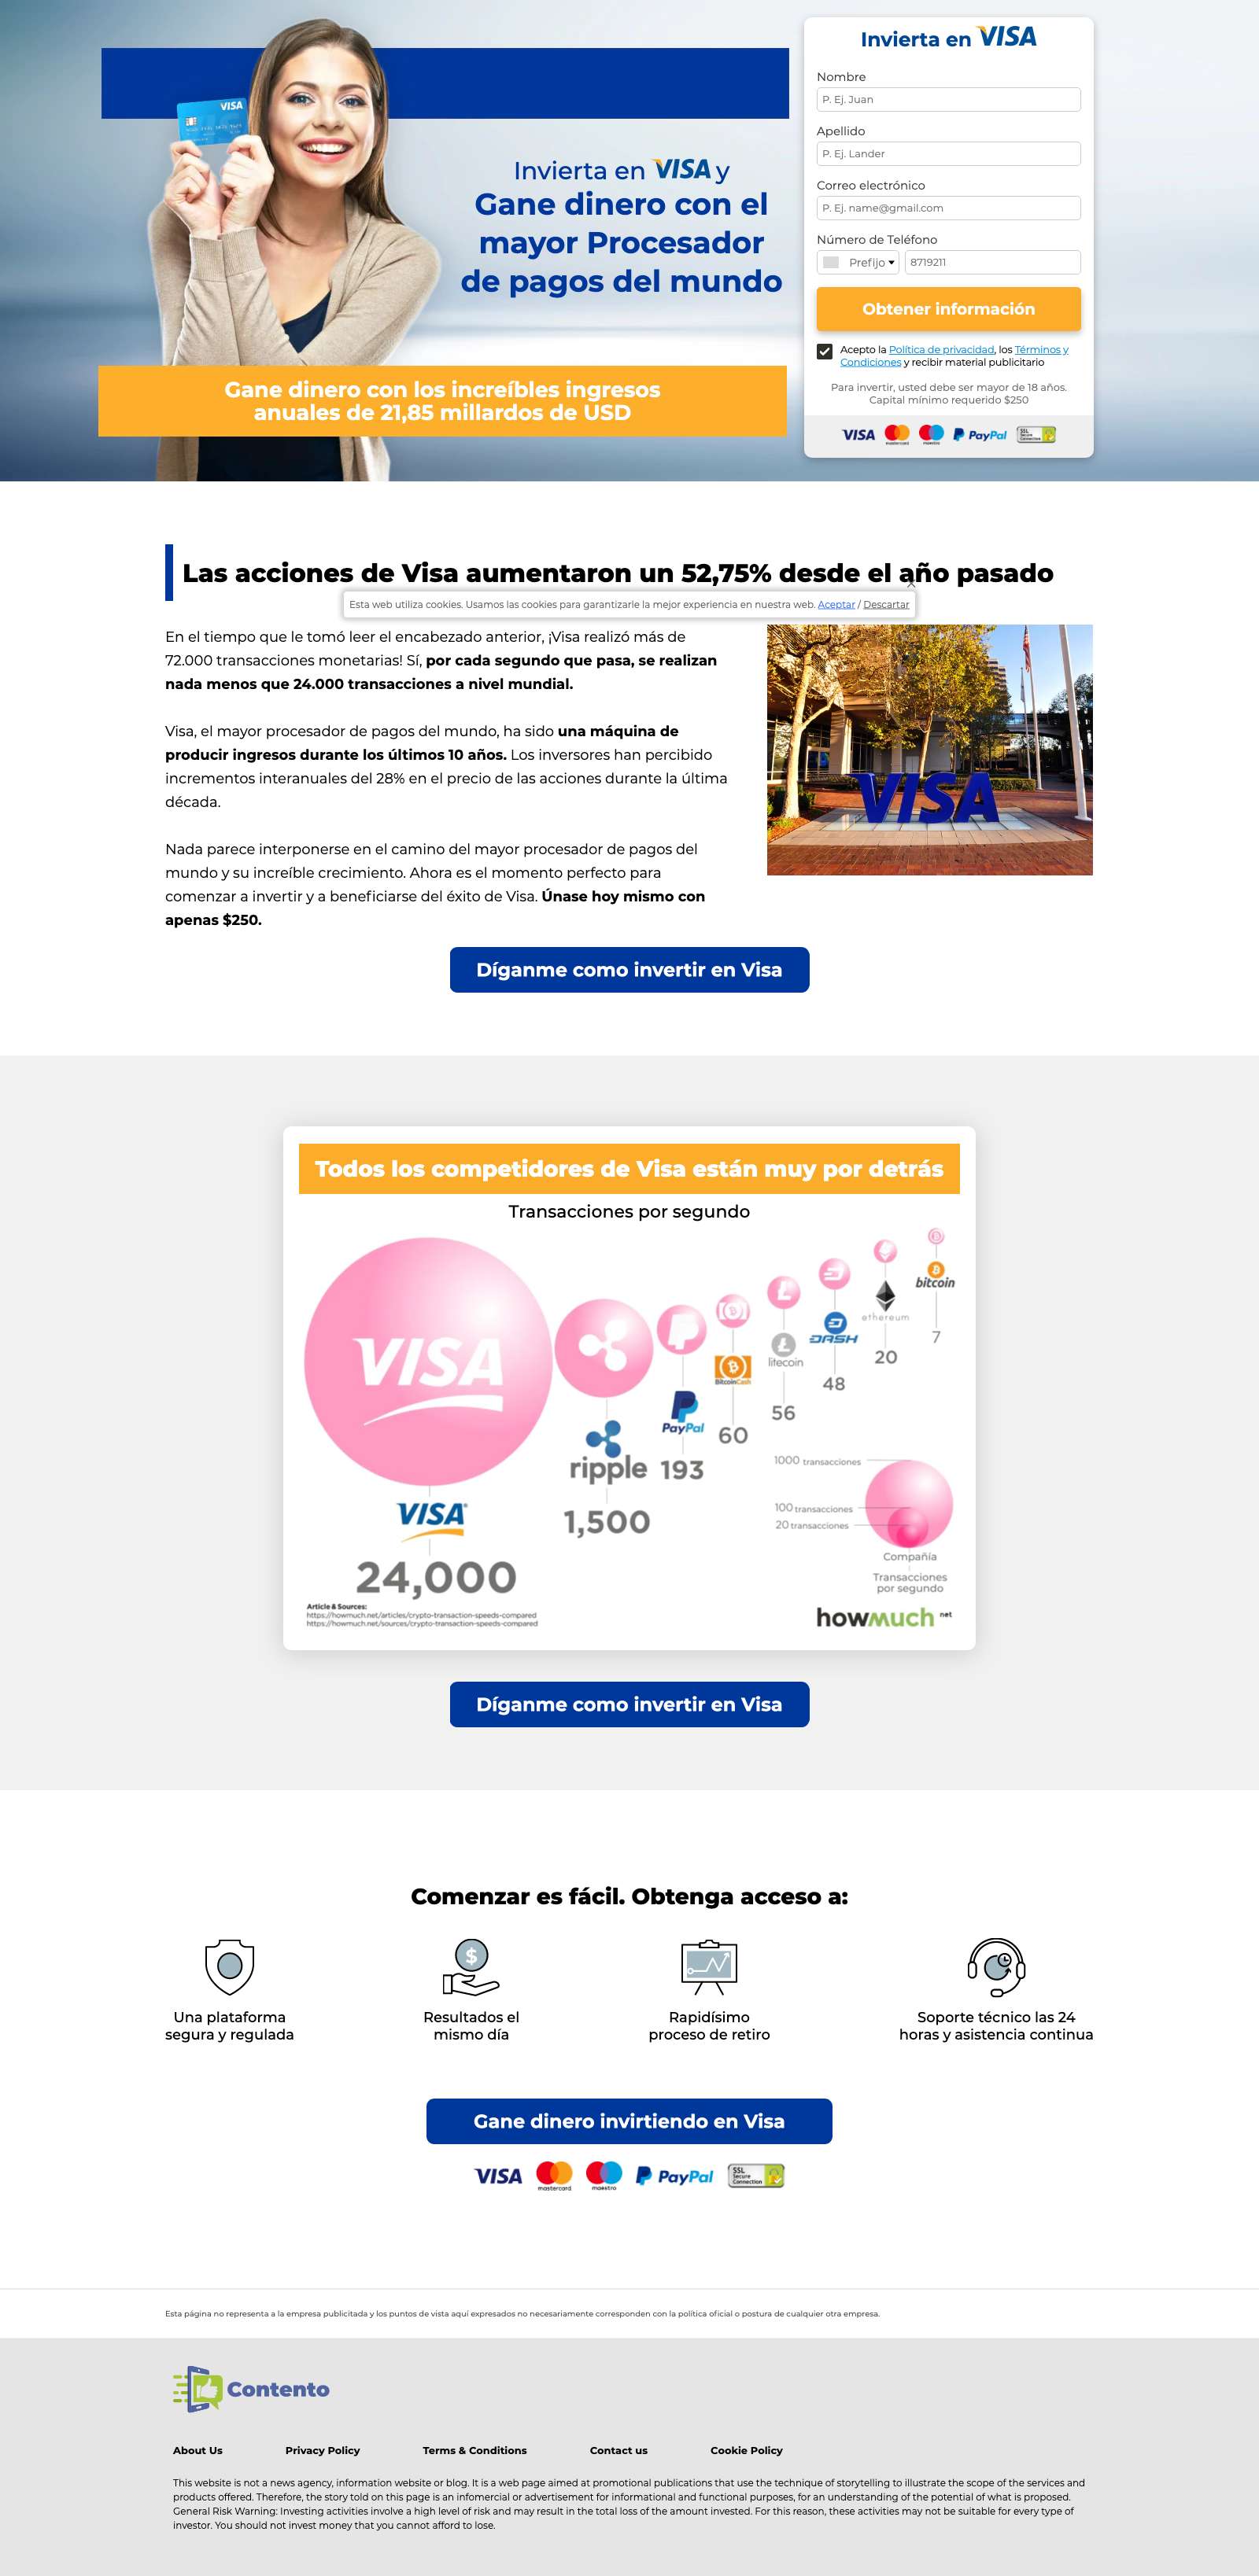 VISA
Invierta en VISA y
Gane dinero con el
mayor Procesador
de pagos del mundo
Gane dinero con los increíbles ingresos
anuales de 21,85 millardos de USD
Invierta en VISA
Nombre
P. Ej. Juan
Apellido
P. Ej. Lander
Correo electrónico
P. Ej. name@gmail.com
Número de Teléfono
Prefijo 8719211
Obtener información
Acepto la Política de privacidad, los Términos y
Condiciones y recibir material publicitario
Para invertir, usted debe ser mayor de 18 años.
Capital mínimo requerido $250
VISA mastercard maestro PayPal SSL Secure Connection
Las acciones de Visa aumentaron un 52,75% desde el año pasado
Esta web utiliza cookies. Usamos las cookies para garantizarle la mejor experiencia en nuestra web. Aceptar / Descartar
En el tiempo que le tomó leer el encabezado anterior, ¡Visa realizó más de
72.000 transacciones monetarias! Sí, por cada segundo que pasa, se realizan
nada menos que 24.000 transacciones a nivel mundial.
Visa, el mayor procesador de pagos del mundo, ha sido una máquina de
producir ingresos durante los últimos 10 años. Los inversores han percibido
incrementos interanuales del 28% en el precio de las acciones durante la última
década.
Nada parece interponerse en el camino del mayor procesador de pagos del
mundo y su increíble crecimiento. Ahora es el momento perfecto para
comenzar a invertir y a beneficiarse del éxito de Visa. Únase hoy mismo con
apenas $250.
VISA
Díganme como invertir en Visa
Todos los competidores de Visa están muy por detrás
Transacciones por segundo
VISA
VISA
24,000
ripple
1,500
PayPal
193
BitcoinCash
60
litecoin
56
DASH
48
ethereum
20
bitcoin
7
1000 transacciones
100 transacciones
20 transacciones
Compañía
Transacciones
por segundo
Article & Sources:
https://howmuch.net/articles/crypto-transaction-speeds-compared
https://howmuch.net/sources/crypto-transaction-speeds-compared
howmuch.net
Díganme como invertir en Visa
Comenzar es fácil. Obtenga acceso a:
Una plataforma
segura y regulada
$
Resultados el
mismo día
Rapidísimo
proceso de retiro
Soporte técnico las 24
horas y asistencia continua
Gane dinero invirtiendo en Visa
VISA mastercard maestro PayPal SSL Secure Connection
Esta página no representa a la empresa publicitada y los puntos de vista aquí expresados no necesariamente corresponden con la política oficial o postura de cualquier otra empresa.
Contento
About Us Privacy Policy Terms & Conditions Contact us Cookie Policy
This website is not a news agency, information website or blog. It is a web page aimed at promotional publications that use the technique of storytelling to illustrate the scope of the services and
products offered. Therefore, the story told on this page is an infomercial or advertisement for informational and functional purposes, for an understanding of the potential of what is proposed.
General Risk Warning: Investing activities involve a high level of risk and may result in the total loss of the amount invested. For this reason, these activities may not be suitable for every type of
investor. You should not invest money that you cannot afford to lose.